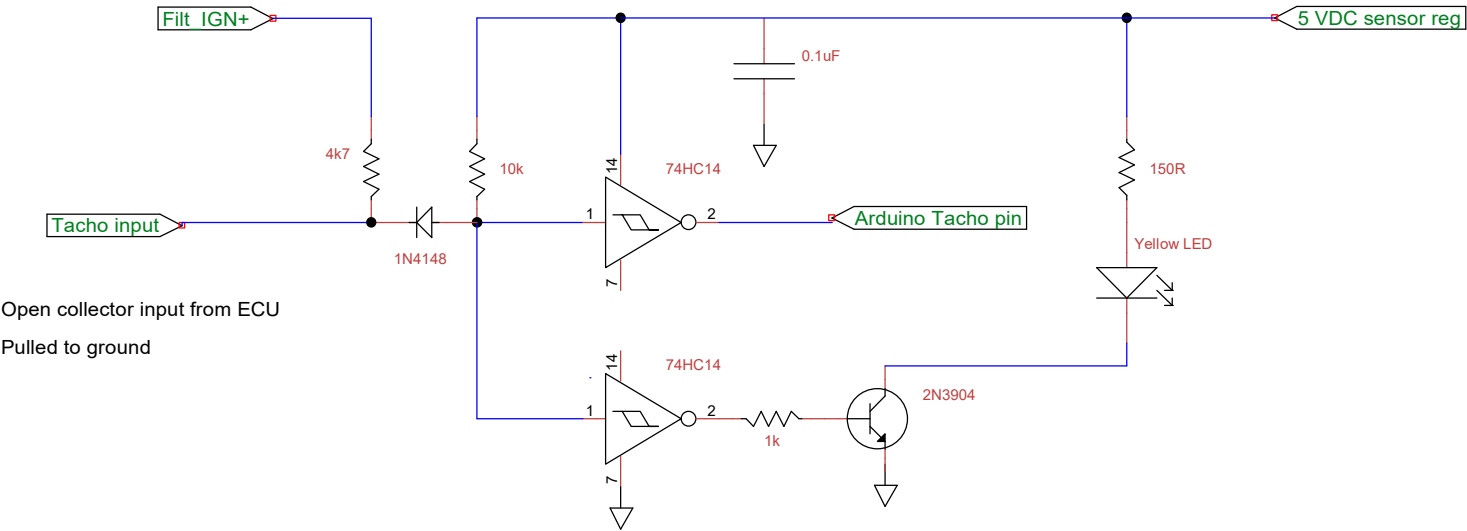 Filt_IGN+
5 VDC sensor reg
0.1uF
4k7
10k
14
74HC14
150R
Tacho input
1
2
Arduino Tacho pin
1N4148
Yellow LED
7
Open collector input from ECU
Pulled to ground
14
74HC14
2N3904
1
2
1k
7